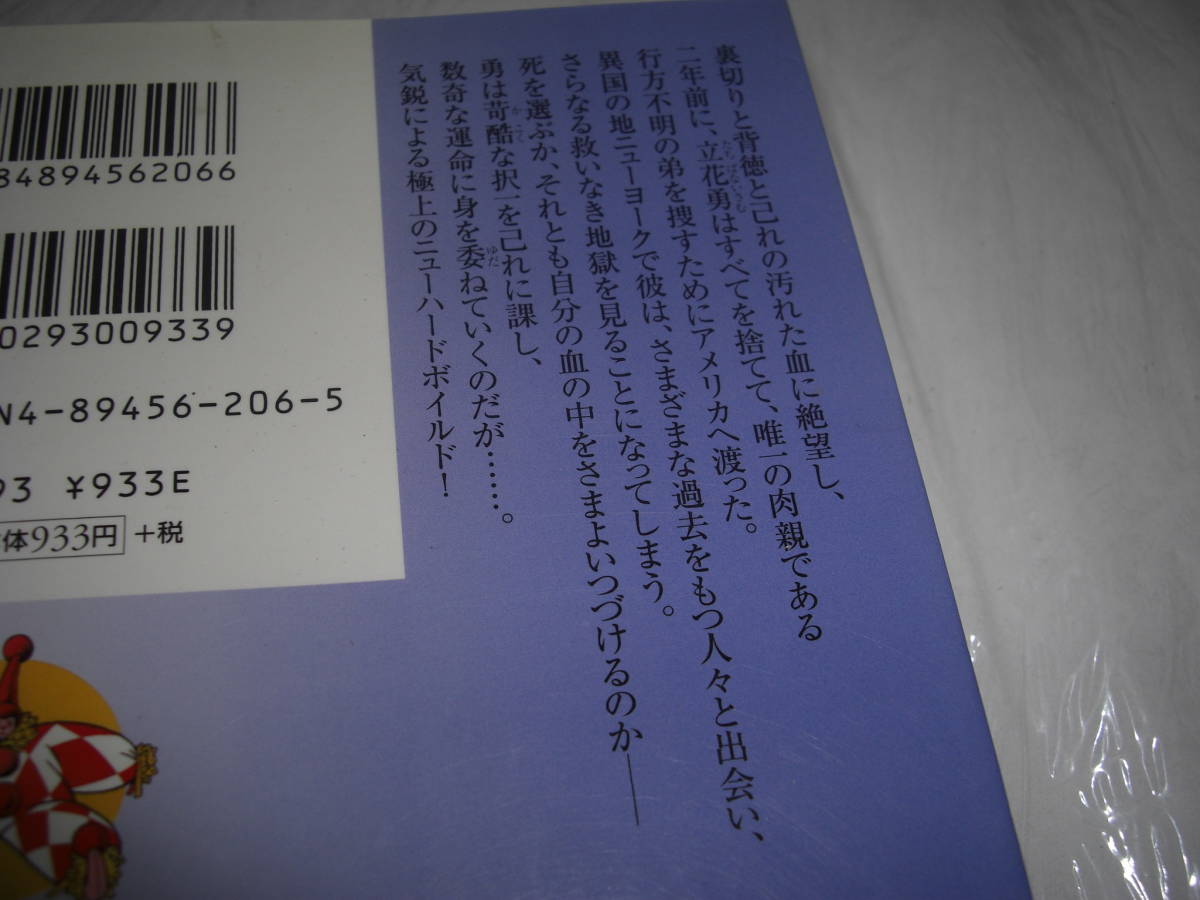 裏切りと背徳と己れの汚れた血に絶望し、
二年前に、立花勇はすべてを捨てて、唯一の肉親である
行方不明の弟を捜すためにアメリカへ渡った。
異国の地ニューヨークで彼は、さまざまな過去をもつ人々と出会い、
さらなる救いなき地獄を見ることになってしまう。
死を選ぶか、それとも自分の血の中をさまよいつづけるのか――
勇は苛酷な択一を己れに課し、
数奇な運命に身を委ねていくのだが……。
気鋭による極上のニューハードボイルド!
84894562066
0293009339
N4-89456-206-5
93 ¥933E
体933円 +税